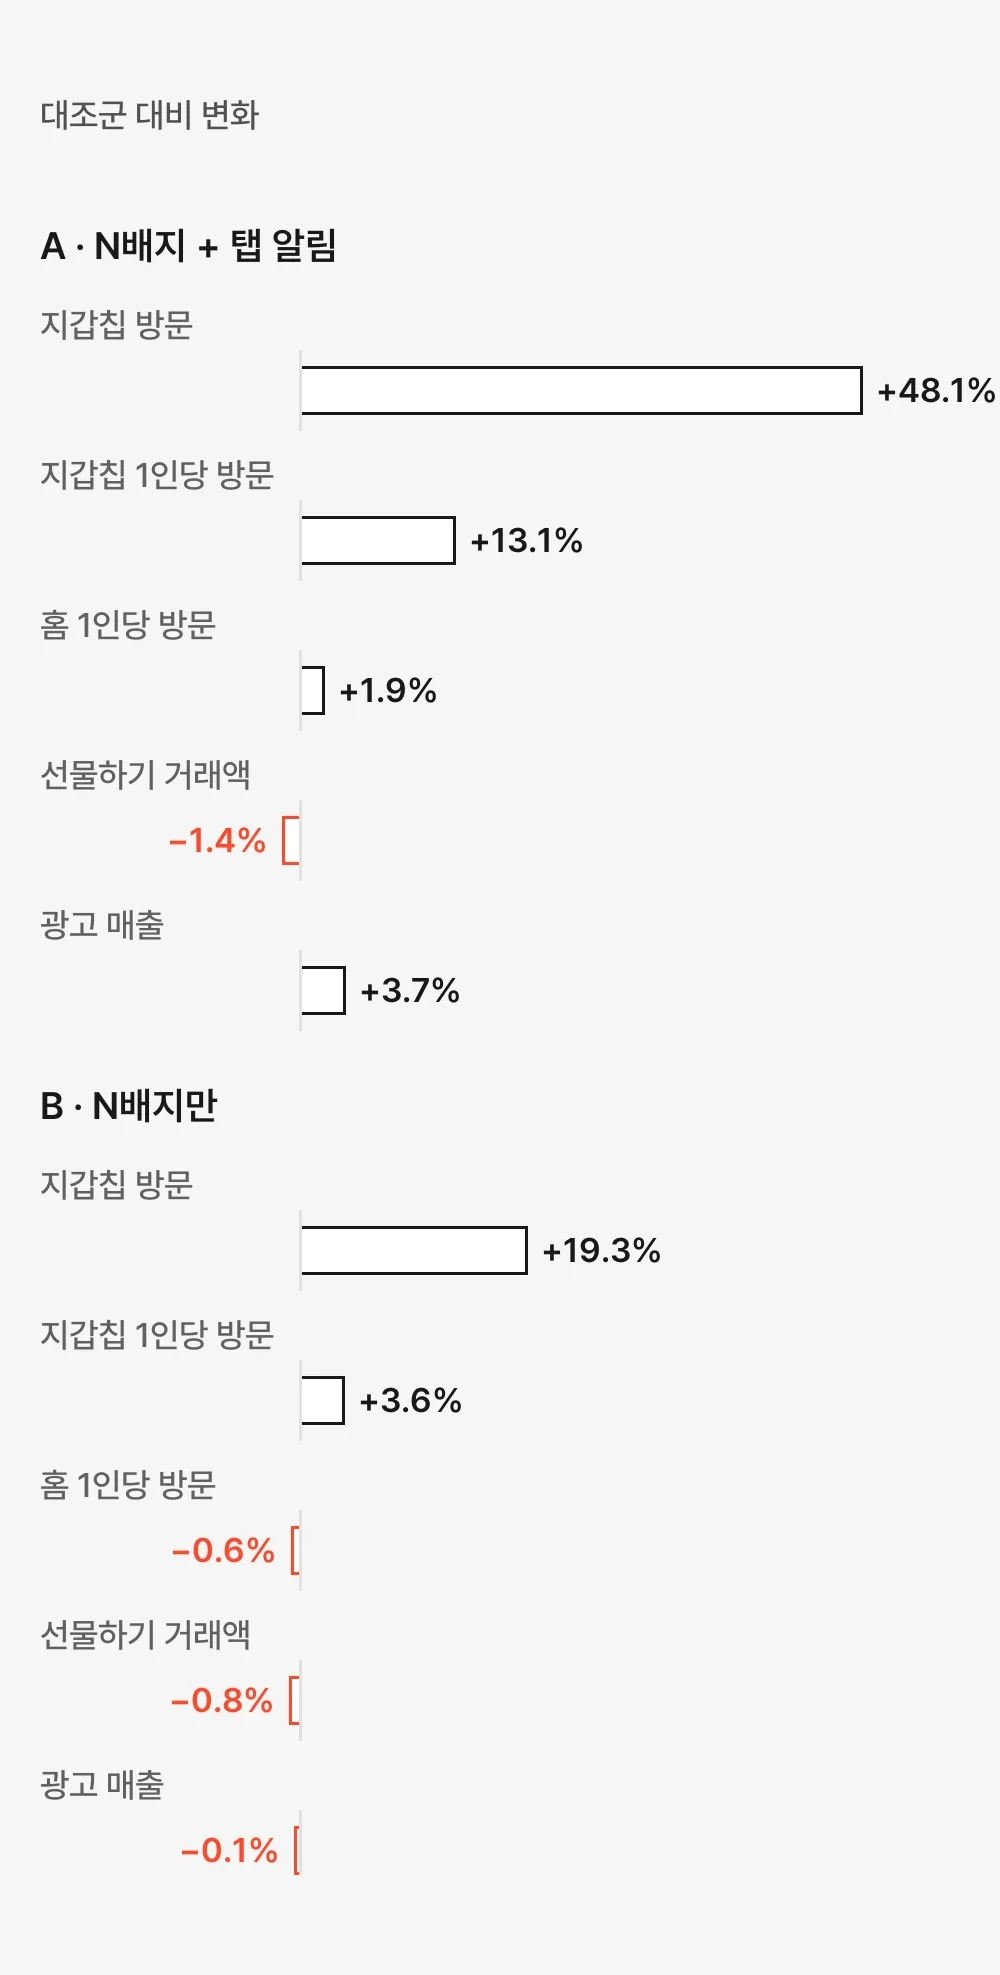 대조군 대비 변화
A · N배지 + 탭 알림
지갑칩 방문
+48.1%
지갑칩 1인당 방문
+13.1%
홈 1인당 방문
+1.9%
선물하기 거래액
−1.4%
광고 매출
+3.7%
B · N배지만
지갑칩 방문
+19.3%
지갑칩 1인당 방문
+3.6%
홈 1인당 방문
−0.6%
선물하기 거래액
−0.8%
광고 매출
−0.1%